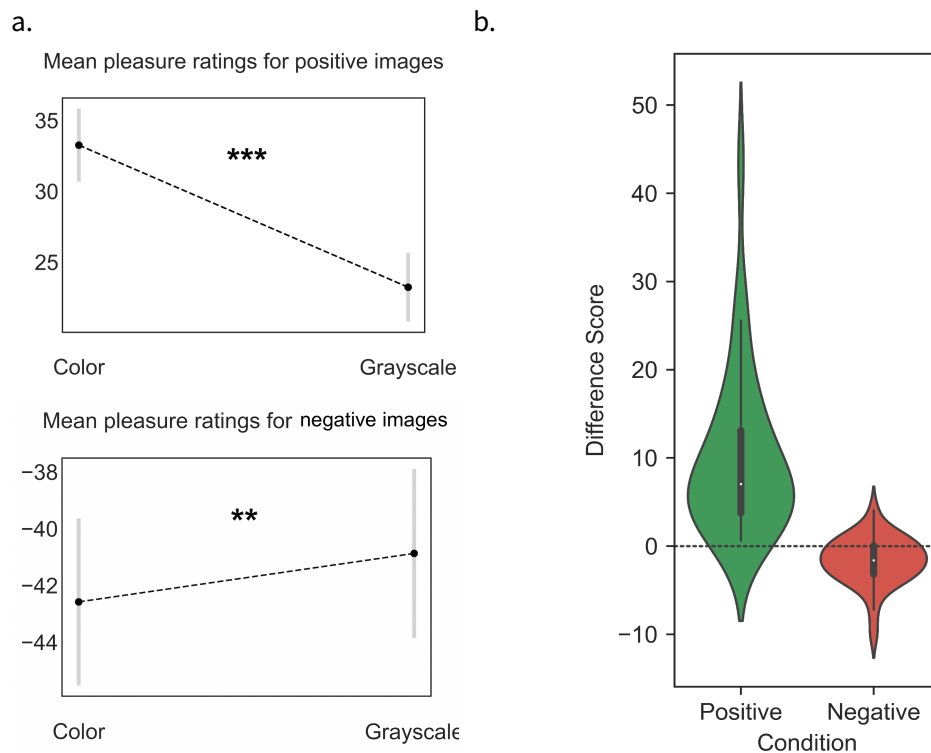 a.
Mean pleasure ratings for positive images
35
30
25
***
Color Grayscale
Mean pleasure ratings for negative images
−38
−40
−42
−44
**
Color Grayscale
b.
Difference Score
50
40
30
20
10
0
−10
Positive Negative
Condition